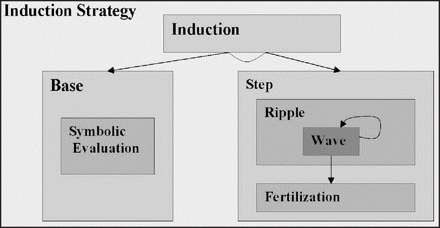 Induction Strategy
Induction
Base
Symbolic
Evaluation
Step
Ripple
Wave
Fertilization